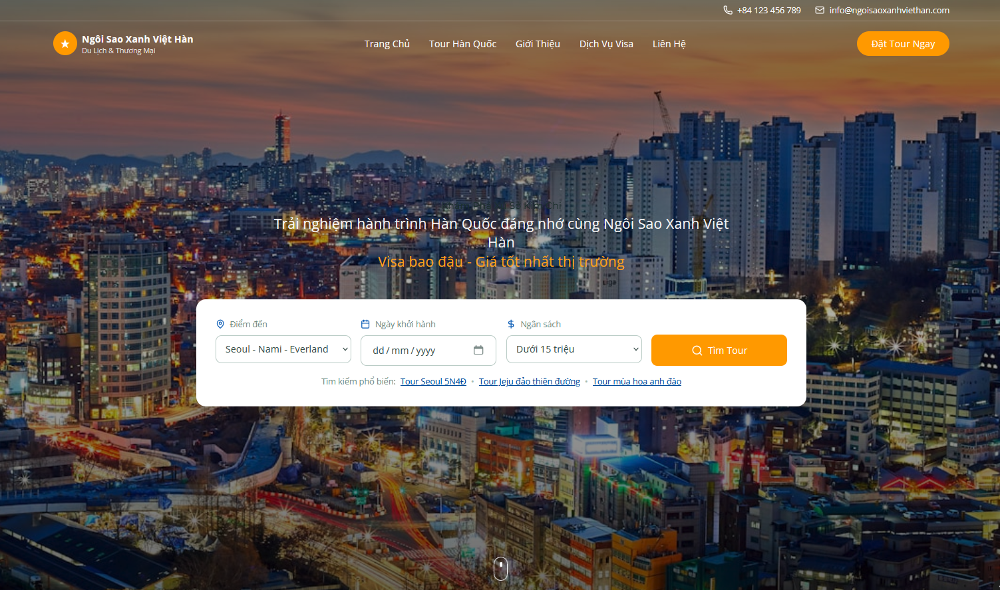 +84 123 456 789
info@ngoisaoxanhviethan.com
Ngôi Sao Xanh Việt Hàn
Du Lịch & Thương Mại
Trang Chủ
Tour Hàn Quốc
Giới Thiệu
Dịch Vụ Visa
Liên Hệ
Đặt Tour Ngay
Trải nghiệm hành trình Hàn Quốc đáng nhớ cùng Ngôi Sao Xanh Việt
Hàn
Visa bao đậu - Giá tốt nhất thị trường
Điểm đến
Ngày khởi hành
Ngân sách
Seoul - Nami - Everland
dd / mm / yyyy
Dưới 15 triệu
Tìm Tour
Tìm kiếm phổ biến: Tour Seoul 5N4Đ • Tour Jeju đảo thiên đường • Tour mùa hoa anh đào